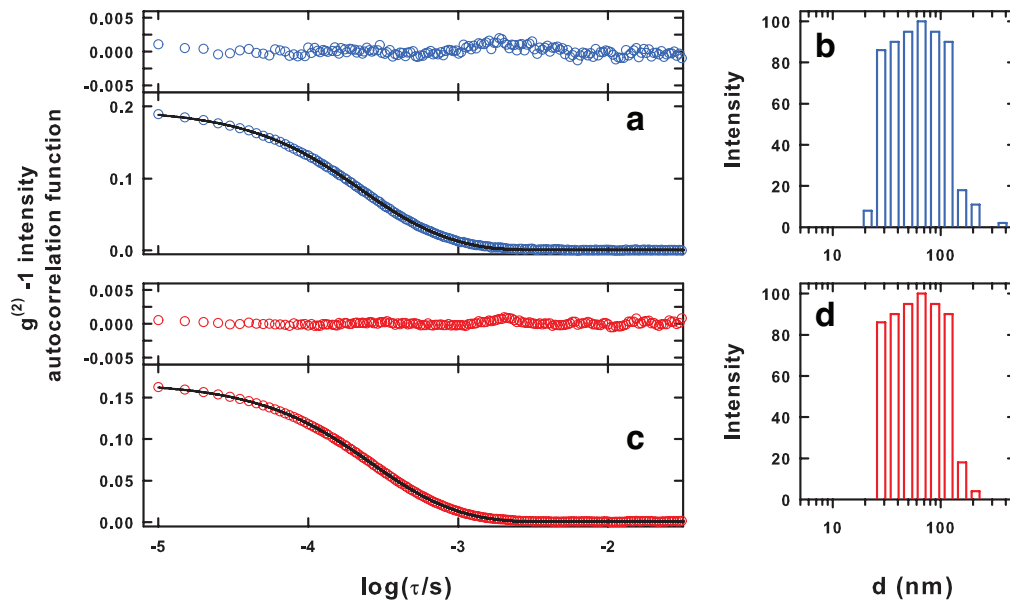 0.005
0.000
-0.005
a
0.2
0.1
0.0
g(2) -1 intensity
autocorrelation function
0.005
0.000
-0.005
c
0.15
0.10
0.05
0.00
-5 -4 -3 -2
log(τ/s)
b
Intensity
100
80
60
40
20
0
10 100
d
Intensity
100
80
60
40
20
0
10 100
d (nm)